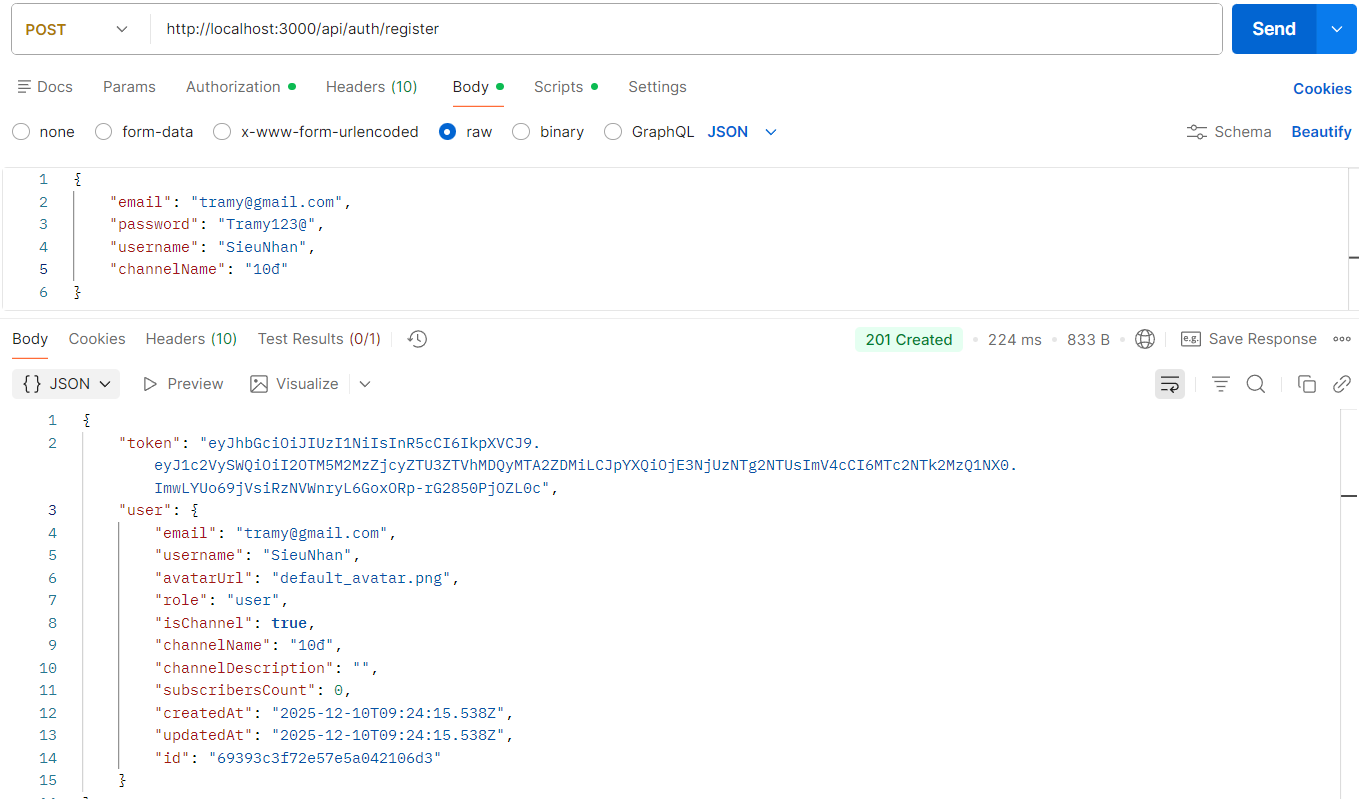 POST http://localhost:3000/api/auth/register Send
Docs Params Authorization Headers (10) Body Scripts Settings Cookies
none form-data x-www-form-urlencoded raw binary GraphQL JSON Schema Beautify
1 {
2 "email": "tramy@gmail.com",
3 "password": "Tramy123@",
4 "username": "SieuNhan",
5 "channelName": "10đ"
6 }
Body Cookies Headers (10) Test Results (0/1) 201 Created 224 ms 833 B e.g. Save Response
{} JSON Preview Visualize
1 {
2 "token": "eyJhbGciOiJIUzI1NiIsInR5cCI6IkpXVCJ9.
eyJ1c2VySWQiOiI2OTM5M2MzZjcyZTU3ZTVhMDQyMTA2ZDMiLCJpYXQiOjE3NjUzNTg2NTUsImV4cCI6MTc2NTk2MzQ1NX0.
ImwLYUo69jVsiRzNVWnryL6GoxORp-rG2850PjOZL0c",
3 "user": {
4 "email": "tramy@gmail.com",
5 "username": "SieuNhan",
6 "avatarUrl": "default_avatar.png",
7 "role": "user",
8 "isChannel": true,
9 "channelName": "10đ",
10 "channelDescription": "",
11 "subscribersCount": 0,
12 "createdAt": "2025-12-10T09:24:15.538Z",
13 "updatedAt": "2025-12-10T09:24:15.538Z",
14 "id": "69393c3f72e57e5a042106d3"
15 }